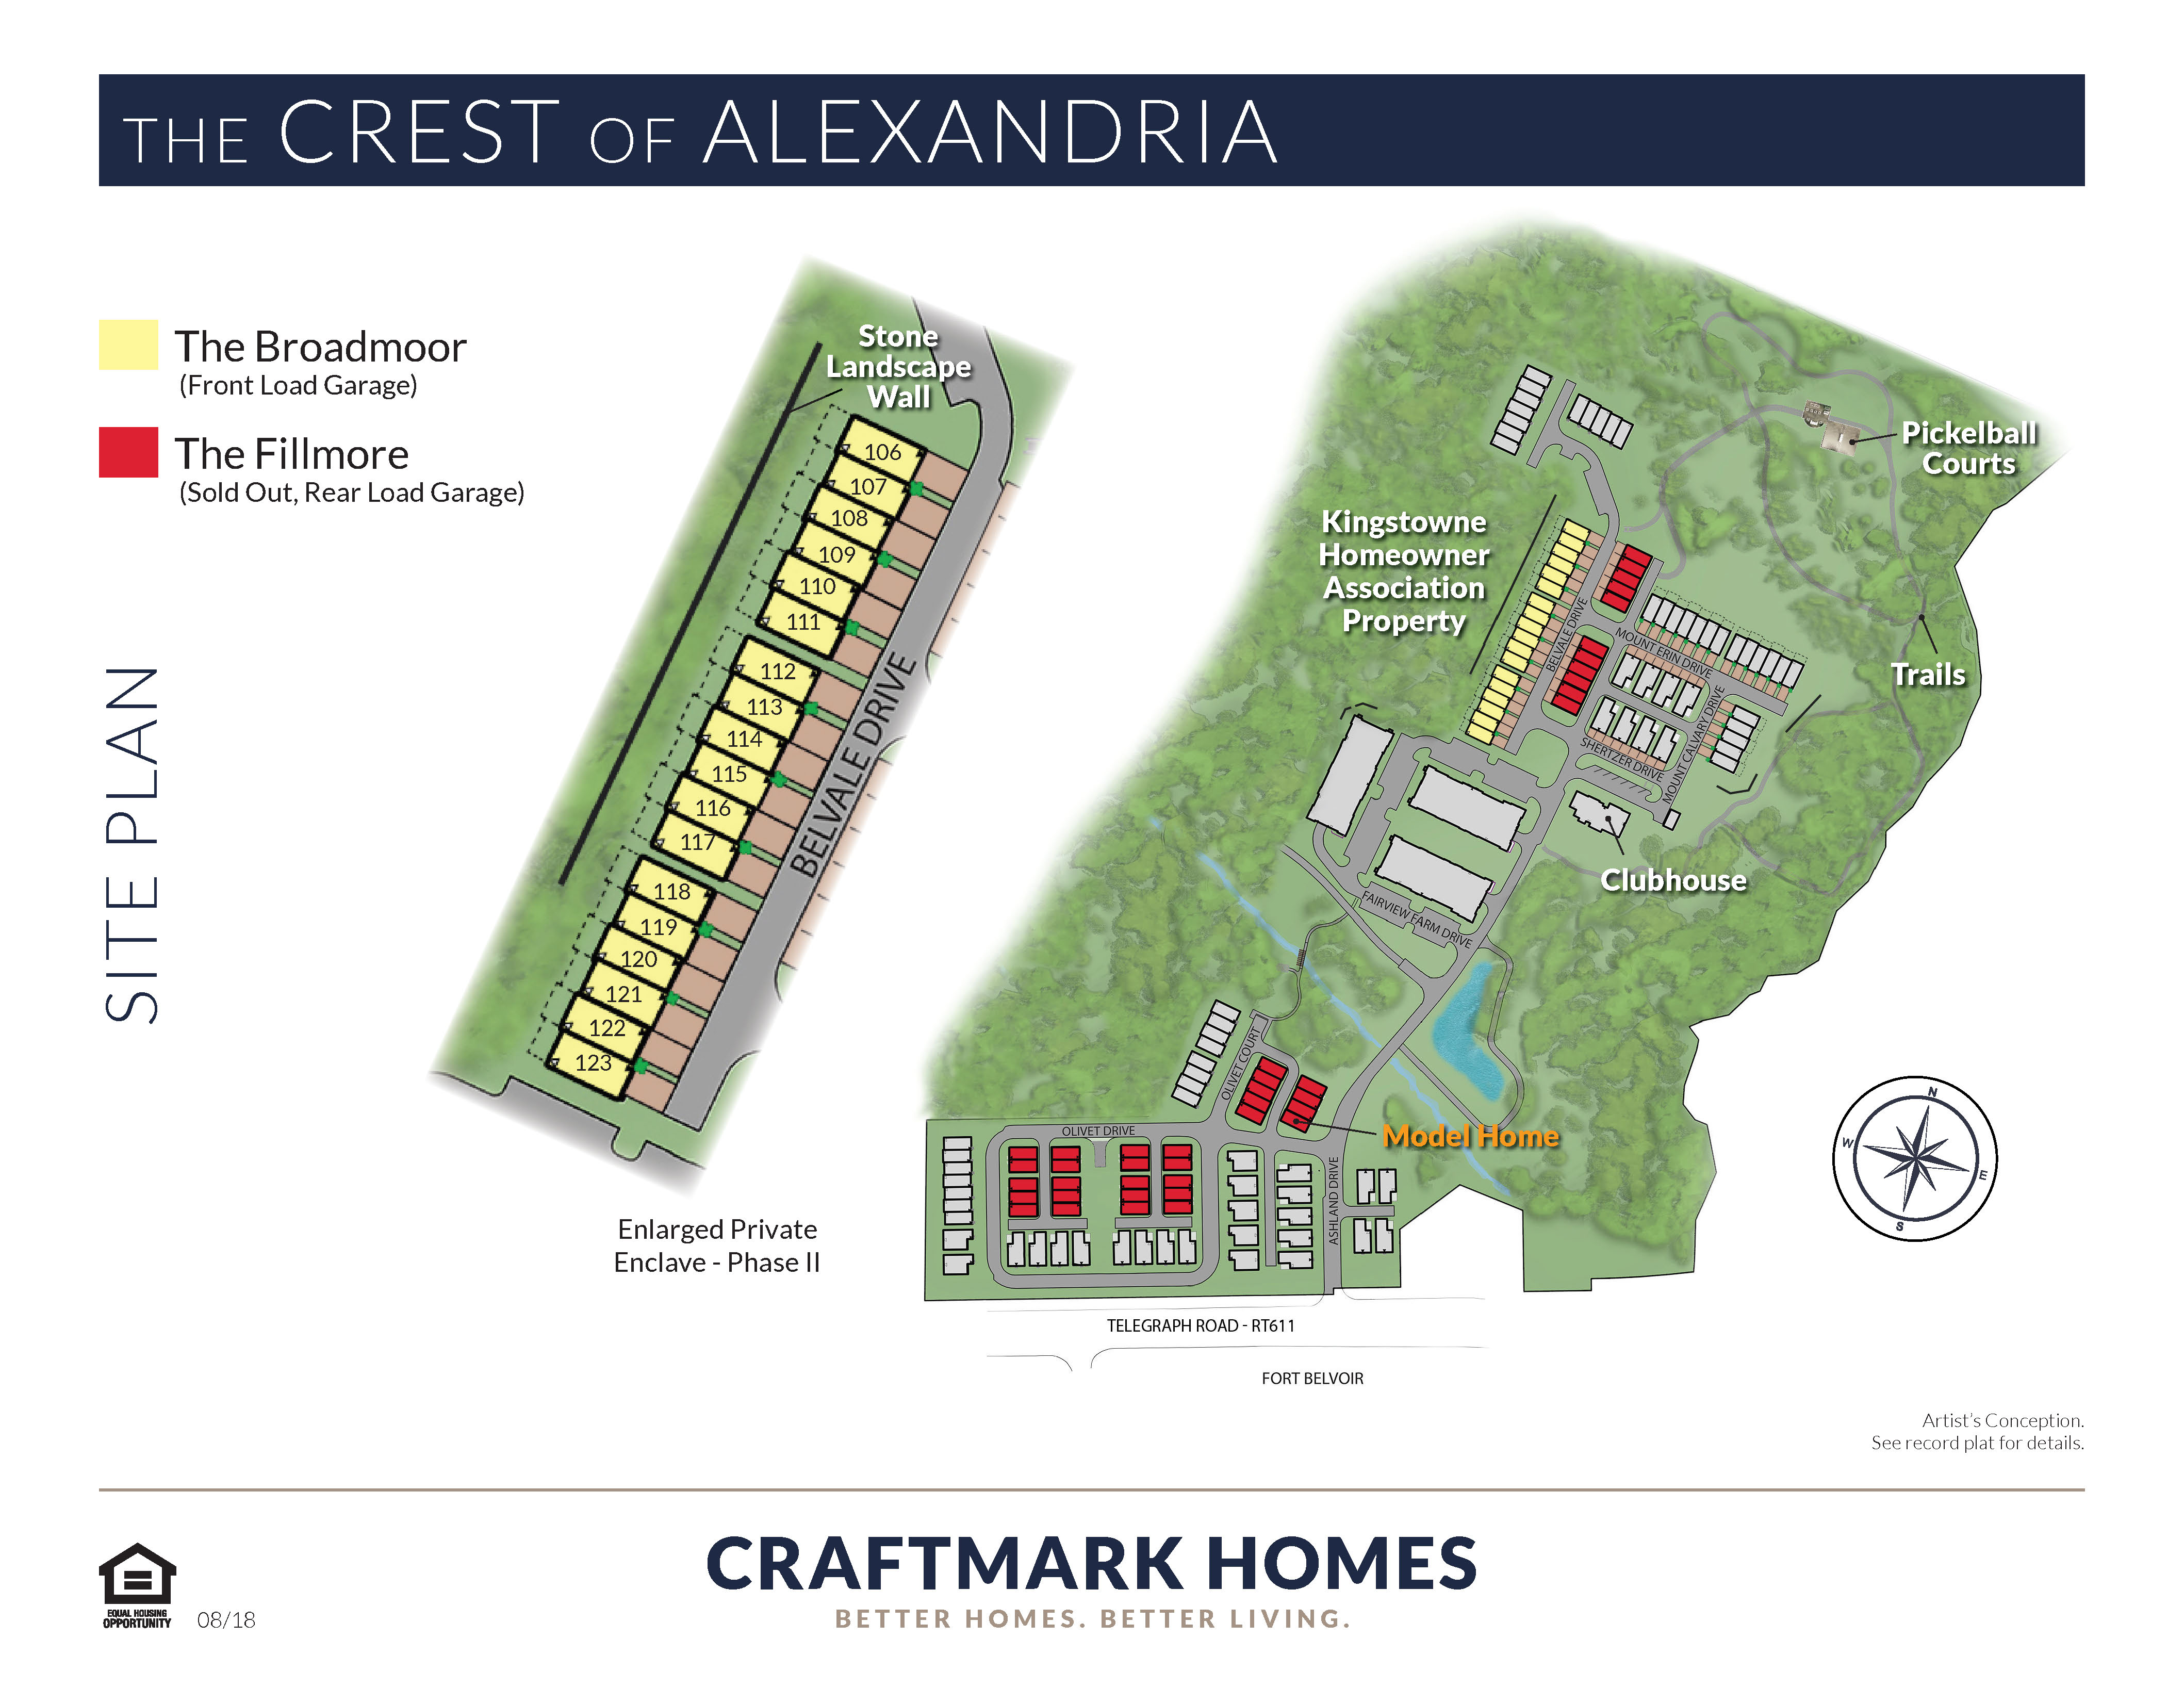 THE CREST OF ALEXANDRIA
The Broadmoor
(Front Load Garage)
The Fillmore
(Sold Out, Rear Load Garage)
SITE PLAN
Stone
Landscape
Wall
106
107
108
109
110
111
112
113
114
115
116
117
118
119
120
121
122
123
BELVALE DRIVE
Enlarged Private
Enclave - Phase II
Kingstowne
Homeowner
Association
Property
Pickelball
Courts
Trails
BELVALE DRIVE
MOUNT ERIN DRIVE
MOUNT CALVARY DRIVE
SHERTZER DRIVE
Clubhouse
FAIRVIEW FARM DRIVE
OLIVET COURT
Model Home
OLIVET DRIVE
ASHLAND DRIVE
N
W
E
S
TELEGRAPH ROAD - RT611
FORT BELVOIR
Artist's Conception.
See record plat for details.
CRAFTMARK HOMES
BETTER HOMES. BETTER LIVING.
EQUAL HOUSING
OPPORTUNITY
08/18